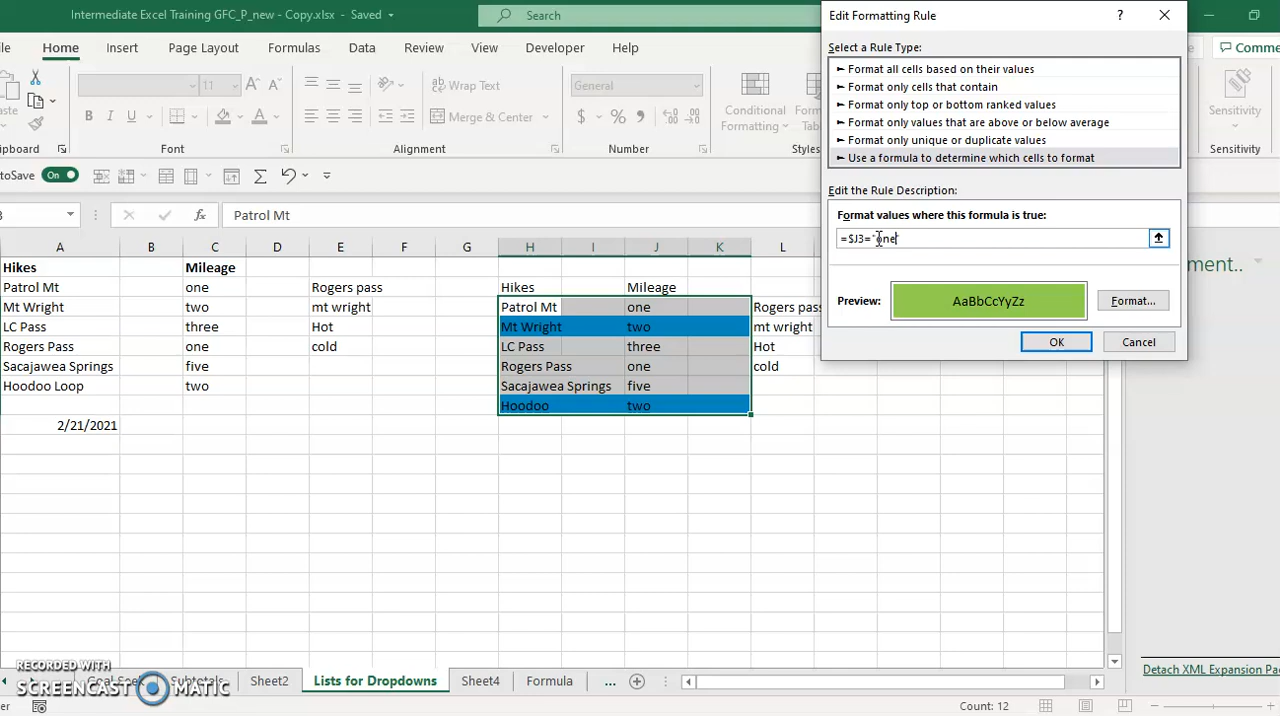 Intermediate Excel Training GFC_P_new - Copy.xlsx - Saved
Search
Edit Formatting Rule
?
Home Insert Page Layout Formulas Data Review View Developer Help
Comme
11
Wrap Text
General
B I U
Merge & Center
$ % 9
Conditional
Formatting
Sensitivity
Font Alignment Number
Sensitivity
AutoSave On
Patrol Mt
Select a Rule Type:
Format all cells based on their values
Format only cells that contain
Format only top or bottom ranked values
Format only values that are above or below average
Format only unique or duplicate values
Use a formula to determine which cells to format
Edit the Rule Description:
Format values where this formula is true:
=$J3="one"
Preview: AaBbCcYyZz Format...
OK Cancel
ment..
A B C D E F G H I J K L
Hikes Mileage
Patrol Mt one Rogers pass Hikes Mileage
Mt Wright two mt wright Patrol Mt one Rogers pass
LC Pass three Hot Mt Wright two mt wright
Rogers Pass one cold LC Pass three Hot
Sacajawea Springs five Rogers Pass one cold
Hoodoo Loop two Sacajawea Springs five
Hoodoo two
2/21/2021
Subtotals Sheet2 Lists for Dropdowns Sheet4 Formula ...
Detach XML Expansion Pac
RECORDED WITH
SCREENCAST MATIC
Count: 12